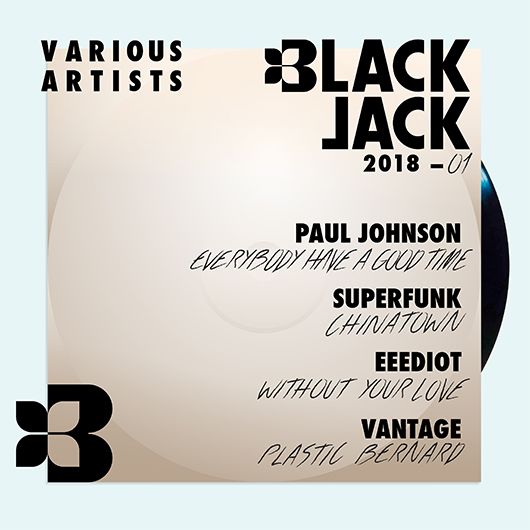 VARIOUS
ARTISTS
BLACK
JACK
2018 – 01
PAUL JOHNSON
EVERYBODY HAVE A GOOD TIME
SUPERFUNK
CHINATOWN
EEEDIOT
WITHOUT YOUR LOVE
VANTAGE
PLASTIC BERNARD
B